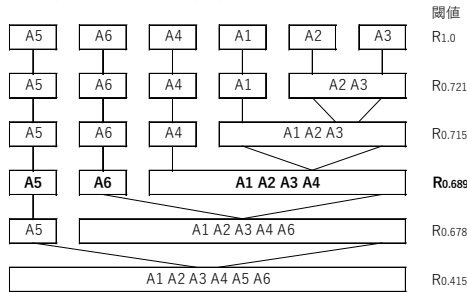 閾値
A5 A6 A4 A1 A2 A3 R1.0
A5 A6 A4 A1 A2 A3 R0.721
A5 A6 A4 A1 A2 A3 R0.715
A5 A6 A1 A2 A3 A4 R0.689
A5 A1 A2 A3 A4 A6 R0.678
A1 A2 A3 A4 A5 A6 R0.415